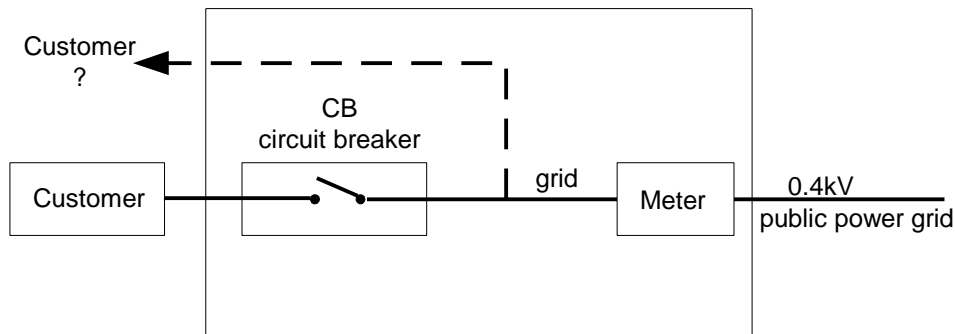 Customer
?
CB
circuit breaker
Customer
grid
Meter
0.4kV
public power grid